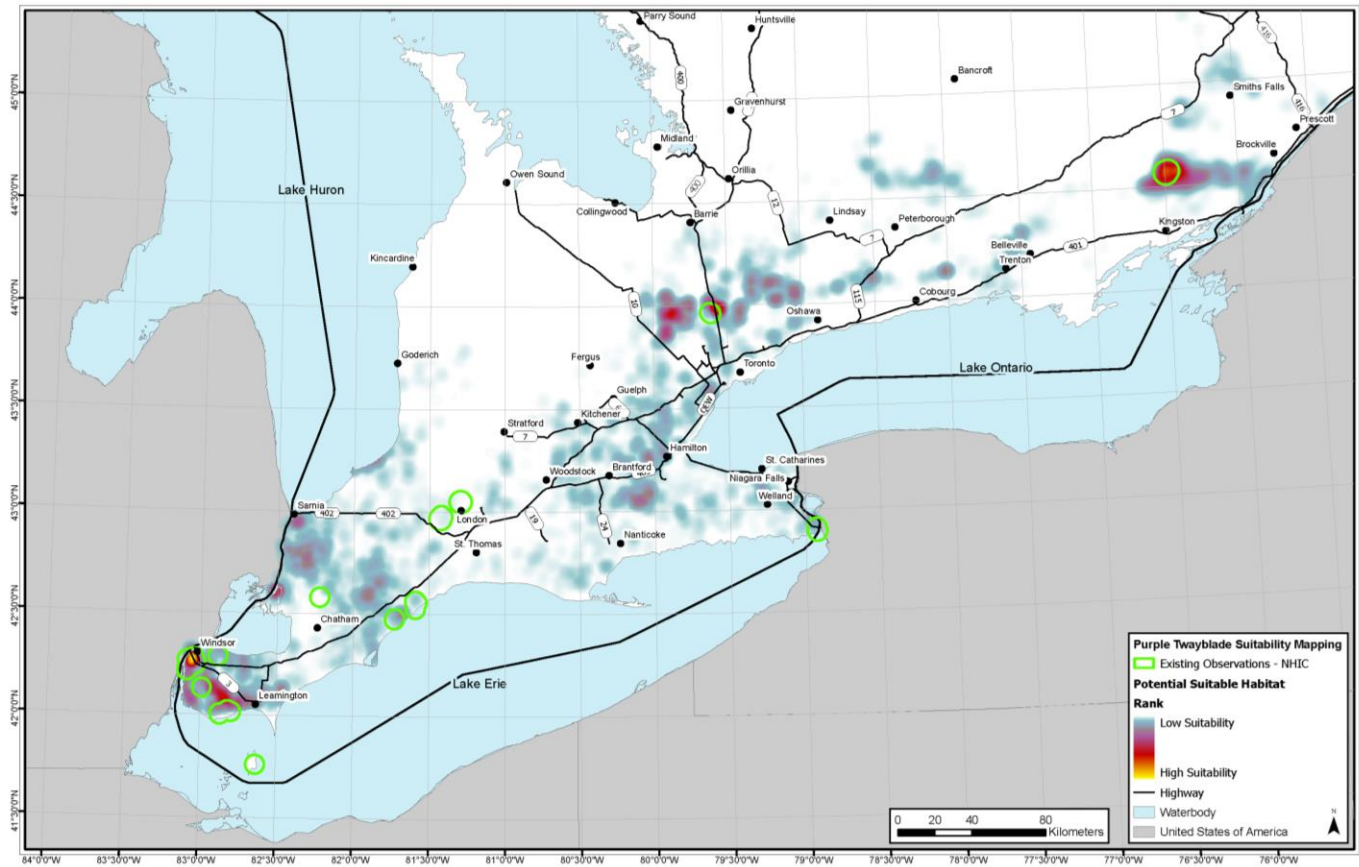 Parry Sound
Huntsville
400
416
Bancroft
45°0'0"N
Smiths Falls
Gravenhurst
7
416
Prescott
Midland
Brockville
Owen Sound
Orillia
44°30'0"N
Lake Huron
400
Collingwood
12
Barrie
Lindsay
Peterborough
Kingston
7
Belleville
401
Kincardine
Trenton
44°0'0"N
10
115
Cobourg
Oshawa
Goderich
Fergus
Toronto
Lake Ontario
43°30'0"N
Guelph
QEW
Kitchener
Stratford
7
Hamilton
St. Catharines
Woodstock
Brantford
Niagara Falls
Welland
43°0'0"N
Sarnia
402
402
London
19
24
St. Thomas
Nanticoke
42°30'0"N
Chatham
Windsor
3
Lake Erie
Leamington
42°0'0"N
41°30'0"N
Purple Twayblade Suitability Mapping
Existing Observations - NHIC
Potential Suitable Habitat
Rank
Low Suitability
High Suitability
Highway
Waterbody
United States of America
N
0 20 40 80
Kilometers
84°0'0"W 83°30'0"W 83°0'0"W 82°30'0"W 82°0'0"W 81°30'0"W 81°0'0"W 80°30'0"W 80°0'0"W 79°30'0"W 79°0'0"W 78°30'0"W 78°0'0"W 77°30'0"W 77°0'0"W 76°30'0"W 76°0'0"W